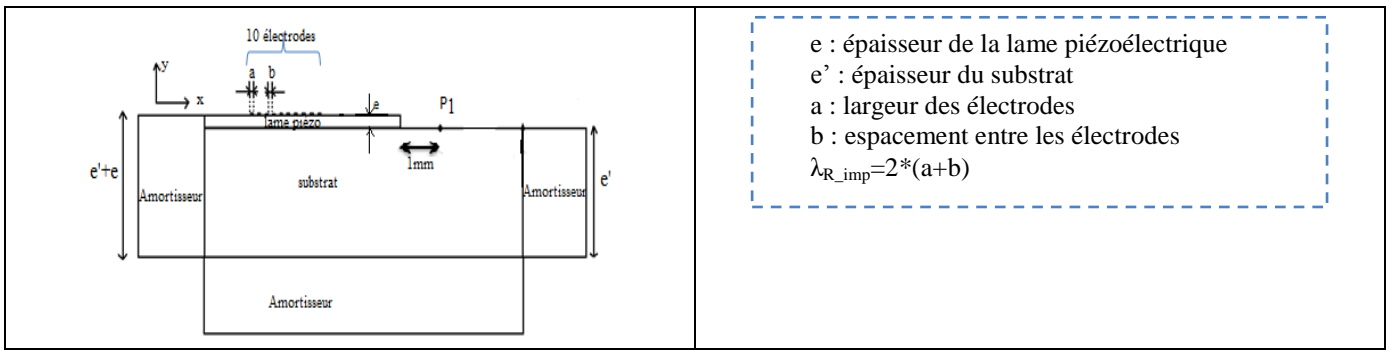 10 électrodes
y
a
b
x
e
P1
lame piézo
1mm
e'+e
e'
substrat
Amortisseur
Amortisseur
Amortisseur
e : épaisseur de la lame piézoélectrique
e’ : épaisseur du substrat
a : largeur des électrodes
b : espacement entre les électrodes
λR_imp=2*(a+b)